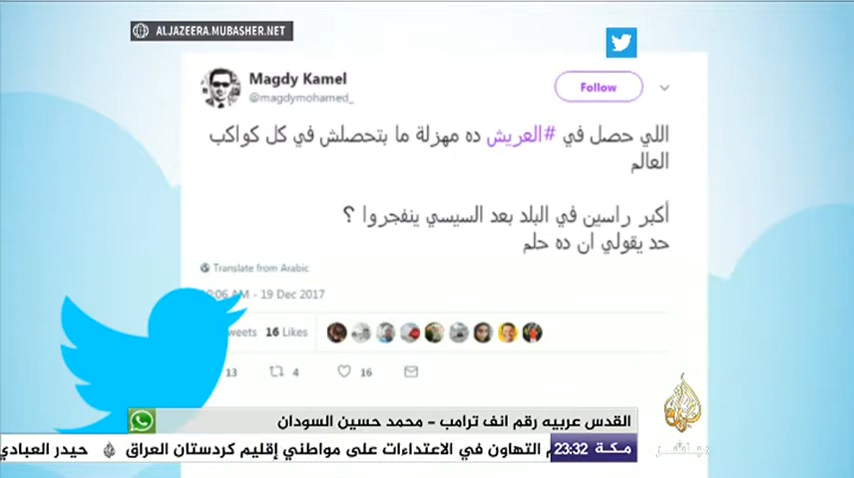 ALJAZEERA.MUBASHER.NET
Magdy Kamel
@magdymohamed_
Follow
اللي حصل في #العريش ده مهزلة ما بتحصلش في كل كواكب
العالم
أكبر راسين في البلد بعد السيسي ينفجروا ؟
حد يقولي ان ده حلم
Translate from Arabic
AM - 19 Dec 2017
16 Likes
13 4 16
القدس عربيه رقم انف ترامب - محمد حسين السودان
مكة 23:32
التهاون في الاعتداءات على مواطني إقليم كردستان العراق
حيدر العبادي
مباشر